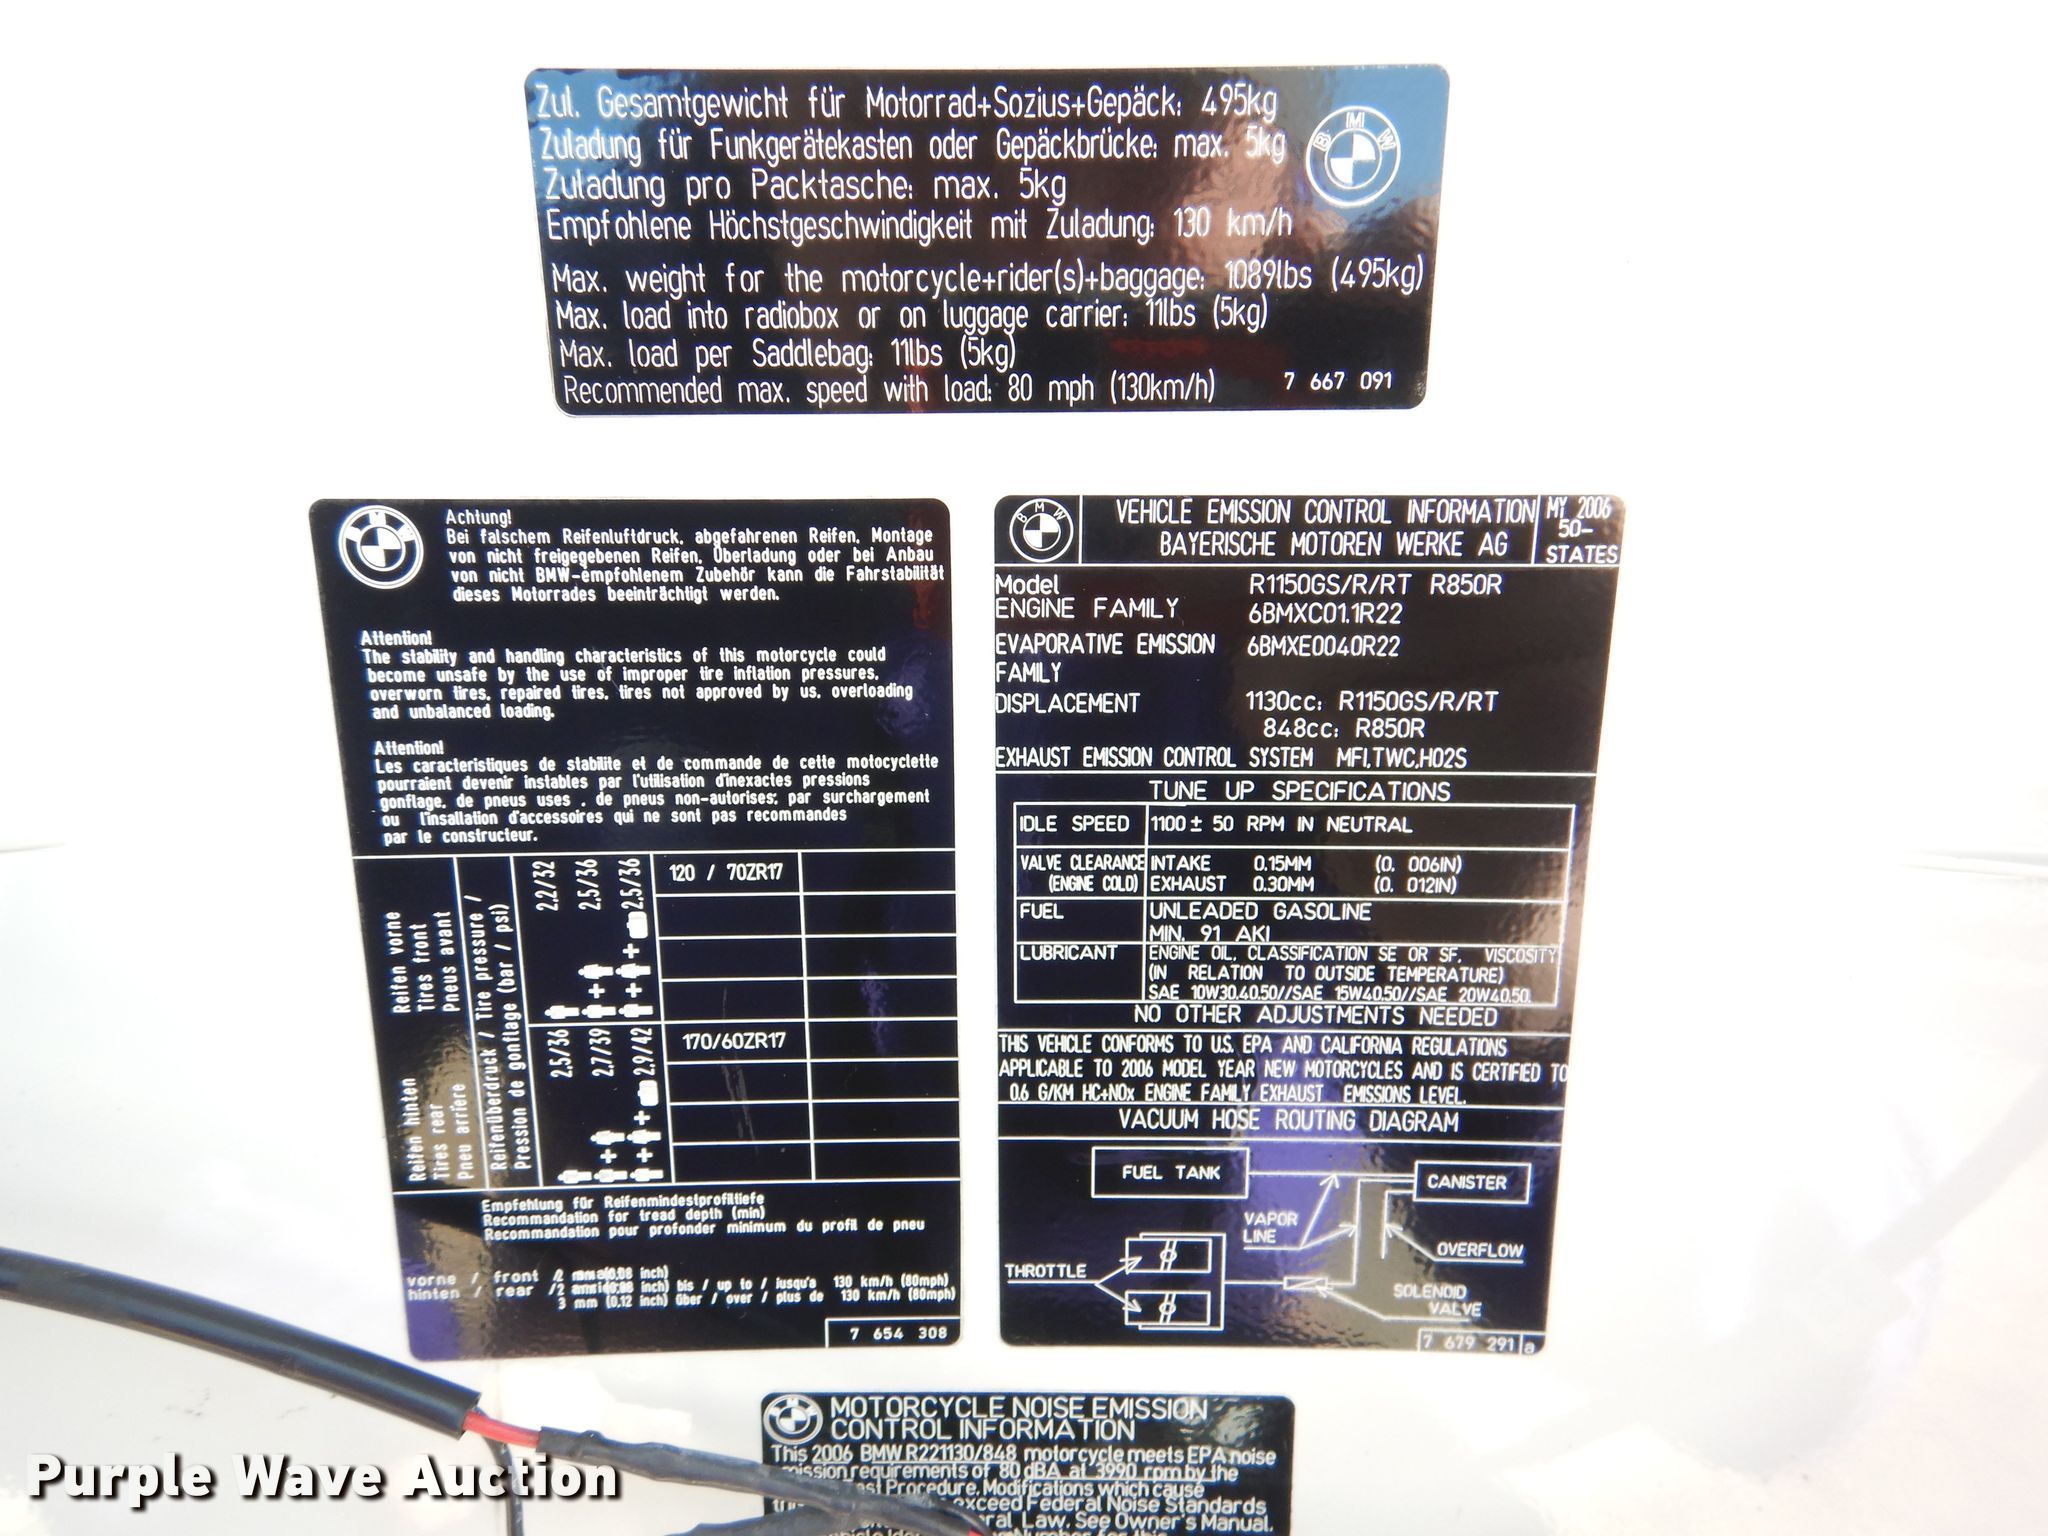 Zul. Gesamtgewicht für Motorrad+Sozius+Gepäck: 495kg
Zuladung für Funkgerätekasten oder Gepäckbrücke: max. 5kg
Zuladung pro Packtasche: max. 5kg
Empfohlene Höchstgeschwindigkeit mit Zuladung: 130 km/h
BMW
Max. weight for the motorcycle+rider(s)+baggage: 1089lbs (495kg)
Max. load into radiobox or on luggage carrier: 11lbs (5kg)
Max. load per Saddlebag: 11lbs (5kg)
Recommended max. speed with load: 80 mph (130km/h)
7 667 091
BMW
Achtung!
Bei falschem Reifenluftdruck, abgefahrenen Reifen, Montage
von nicht freigegebenen Reifen, Überladung oder bei Anbau
von nicht BMW-empfohlenem Zubehör kann die Fahrstabilität
dieses Motorrades beeinträchtigt werden.
Attention!
The stability and handling characteristics of this motorcycle could
become unsafe by the use of improper tire inflation pressures,
overworn tires, repaired tires, tires not approved by us, overloading
and unbalanced loading.
Attention!
Les caracteristiques de stabilite et de commande de cette motocyclette
pourraient devenir instables par l'utilisation d'inexactes pressions
gonflage, de pneus uses , de pneus non-autorises; par surchargement
ou l'insallation d'accessoires qui ne sont pas recommandes
par le constructeur.
Reifen vorne
Tires front
Pneus avant
Reifen hinten
Tires rear
Pneu arriere
Reifenüberdruck / Tire pressure /
Pression de gonflage (bar / psi)
2,2/32
2,5/36
2,5/36
120 / 70ZR17
2,5/36
2,7/39
2,9/42
170/60ZR17
Empfehlung für Reifenmindestprofiltiefe
Recommandation for tread depth (min)
Recommandation pour profonder minimum du profil de pneu
vorne / front /2 (0,08 inch)
hinten / rear /2 (0,08 inch) bis / up to / jusqu'a 130 km/h (80mph)
3 mm (0,12 inch) über / over / plus de 130 km/h (80mph)
7 654 308
BMW
VEHICLE EMISSION CONTROL INFORMATION
BAYERISCHE MOTOREN WERKE AG
MY 2006
50-
STATES
Model R1150GS/R/RT R850R
ENGINE FAMILY 6BMXC01.1R22
EVAPORATIVE EMISSION 6BMXE0040R22
FAMILY
DISPLACEMENT 1130cc: R1150GS/R/RT
848cc: R850R
EXHAUST EMISSION CONTROL SYSTEM MFI,TWC,HO2S
TUNE UP SPECIFICATIONS
IDLE SPEED 1100 ± 50 RPM IN NEUTRAL
VALVE CLEARANCE INTAKE 0.15MM (0. 006IN)
(ENGINE COLD) EXHAUST 0.30MM (0. 012IN)
FUEL UNLEADED GASOLINE
MIN. 91 AKI
LUBRICANT ENGINE OIL, CLASSIFICATION SE OR SF, VISCOSITY
(IN RELATION TO OUTSIDE TEMPERATURE)
SAE 10W30.40.50//SAE 15W40.50//SAE 20W40.50.
NO OTHER ADJUSTMENTS NEEDED
THIS VEHICLE CONFORMS TO U.S. EPA AND CALIFORNIA REGULATIONS
APPLICABLE TO 2006 MODEL YEAR NEW MOTORCYCLES AND IS CERTIFIED TO
0.6 G/KM HC+NOx ENGINE FAMILY EXHAUST EMISSIONS LEVEL.
VACUUM HOSE ROUTING DIAGRAM
FUEL TANK
CANISTER
VAPOR
LINE
OVERFLOW
THROTTLE
SOLENOID
VALVE
7 679 291 a
MOTORCYCLE NOISE EMISSION
CONTROL INFORMATION
This 2006 BMW R221130/848 motorcycle meets EPA noise
requirements of 80 dBA at 3990 rpm by the
Procedure. Modifications which cause
exceed Federal Noise Standards
Law. See Owner's Manual.
Purple Wave Auction